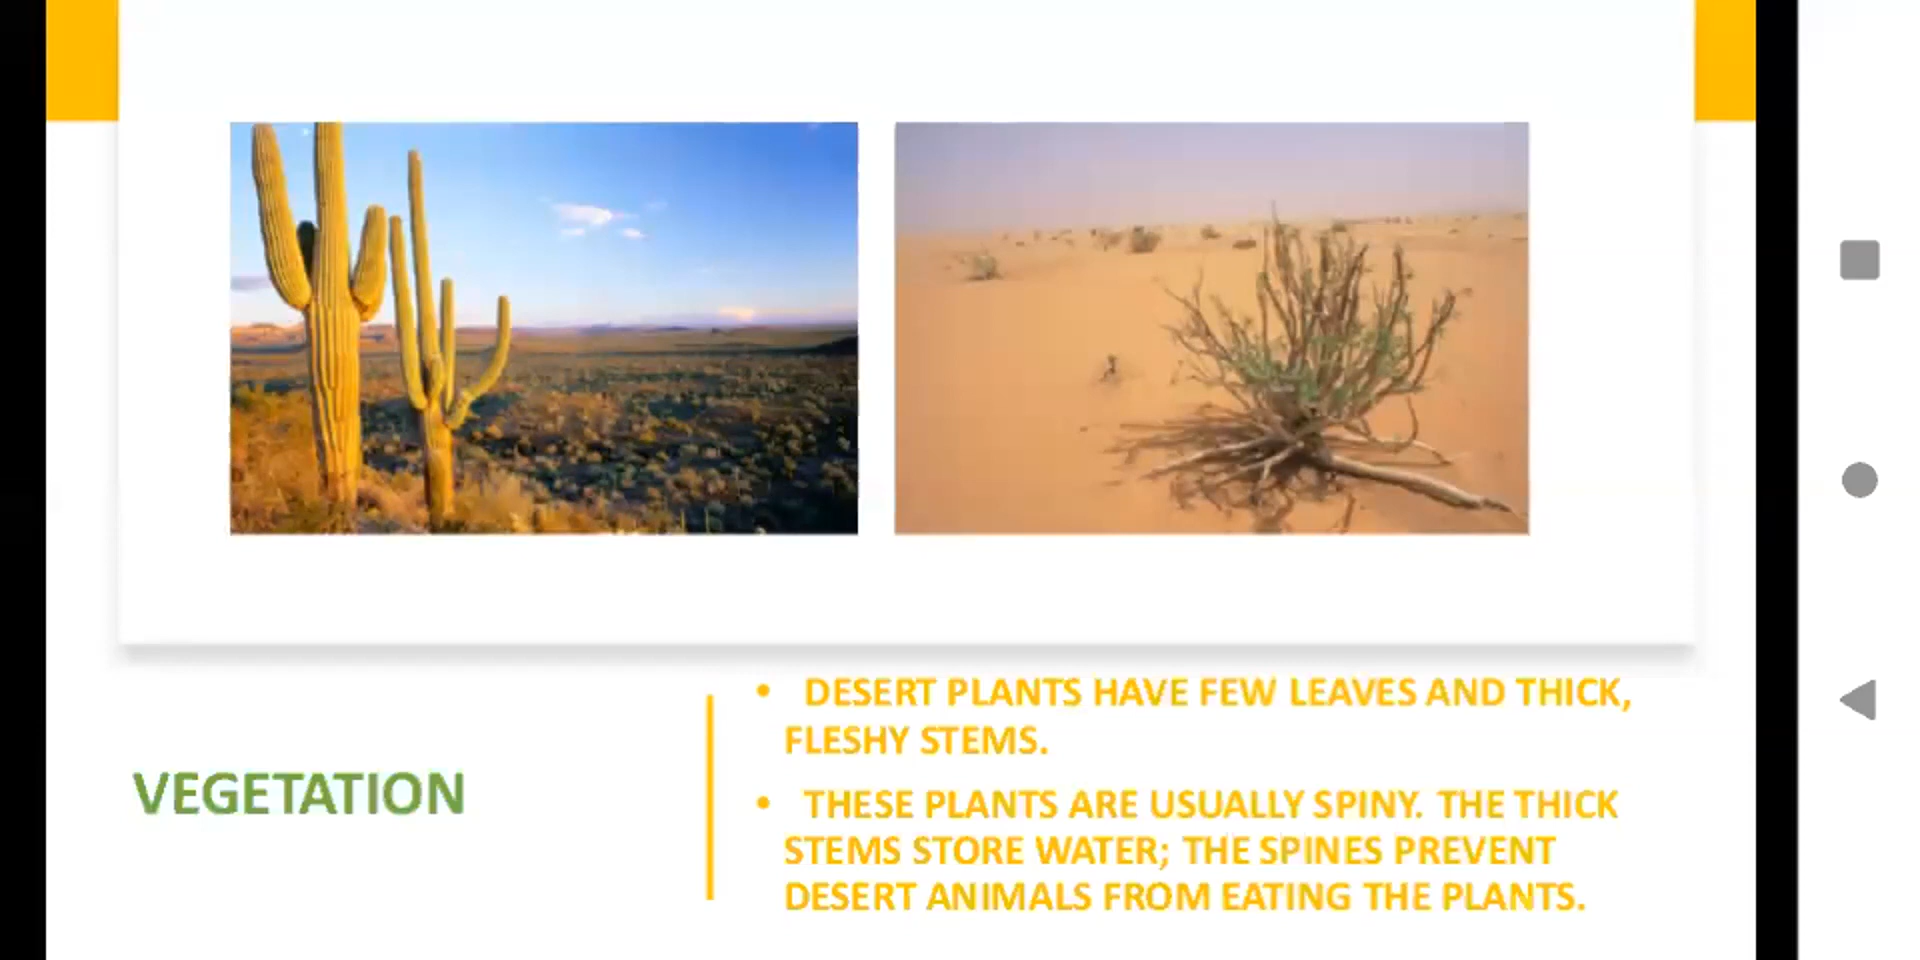 VEGETATION
• DESERT PLANTS HAVE FEW LEAVES AND THICK,
FLESHY STEMS.
• THESE PLANTS ARE USUALLY SPINY. THE THICK
STEMS STORE WATER; THE SPINES PREVENT
DESERT ANIMALS FROM EATING THE PLANTS.